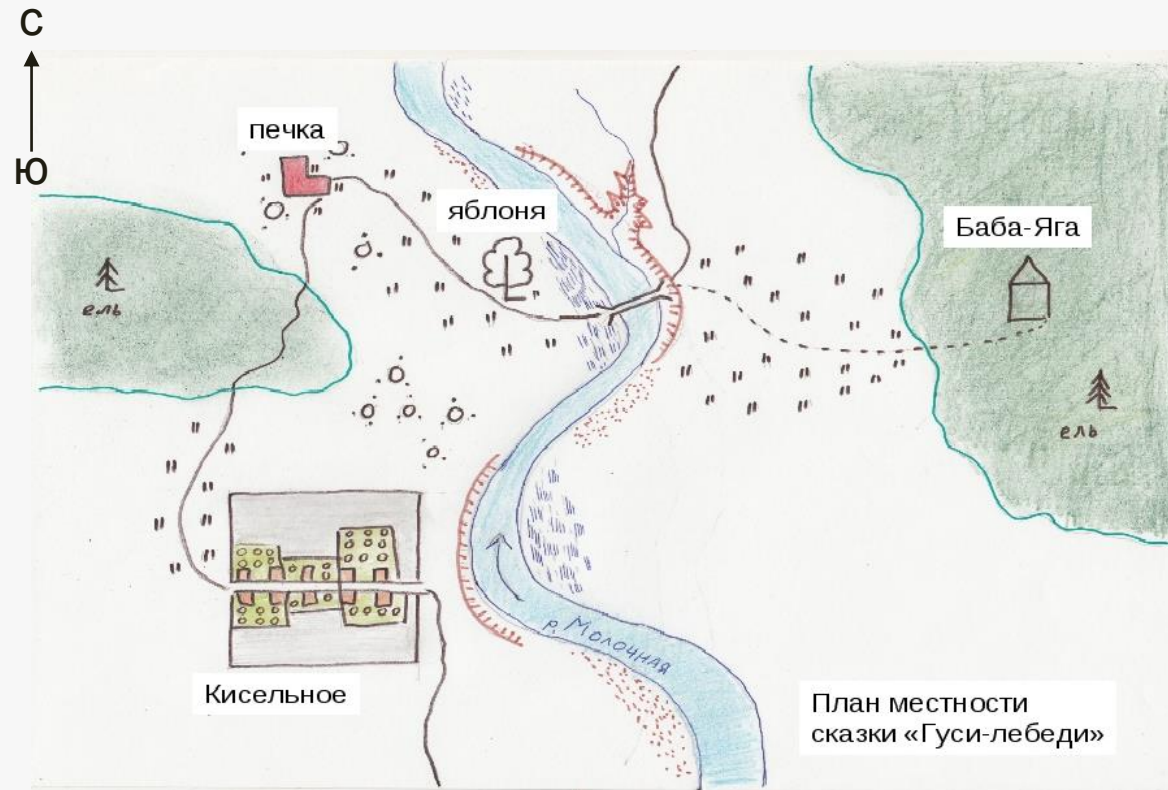 С
Ю
печка
яблоня
Баба-Яга
ель
ель
р. Молочная
Кисельное
План местности
сказки «Гуси-лебеди»